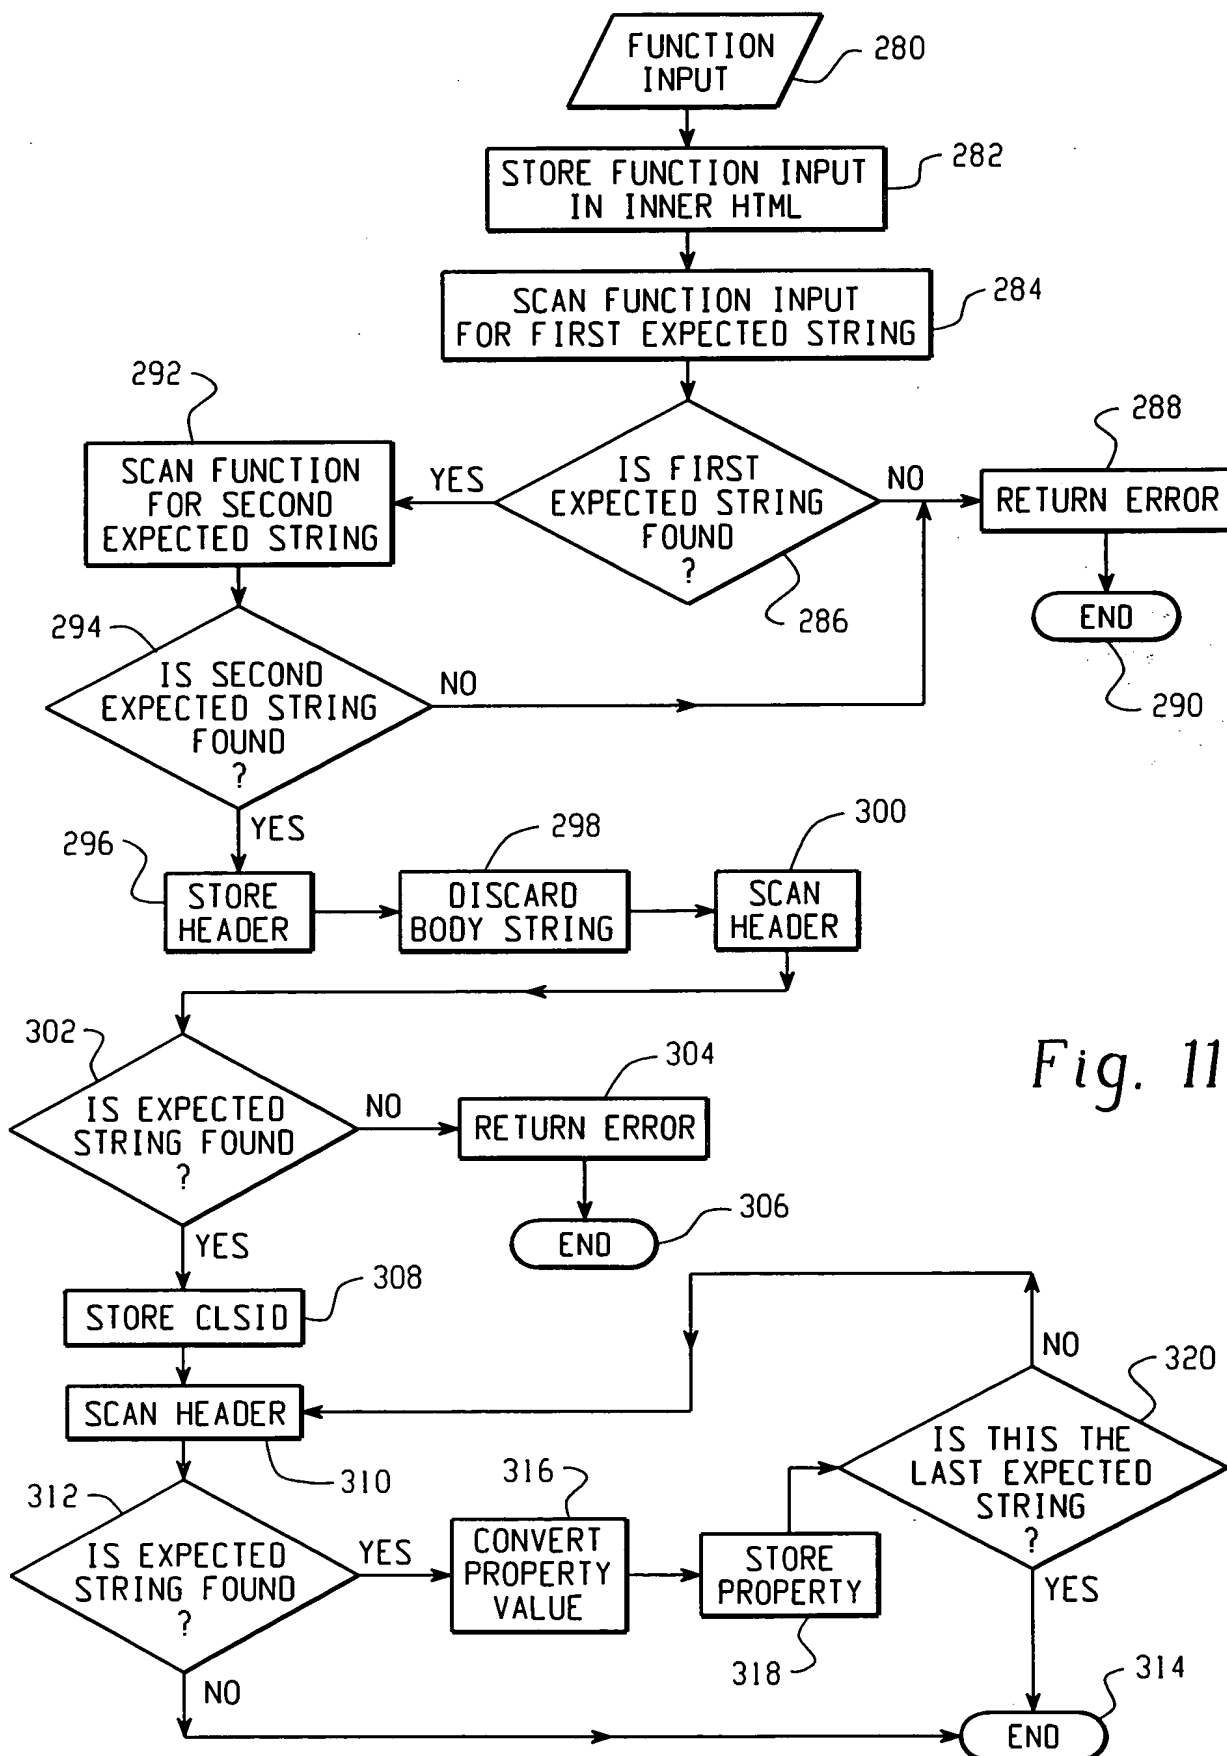 FUNCTION
INPUT
280
STORE FUNCTION INPUT
IN INNER HTML
282
SCAN FUNCTION INPUT
FOR FIRST EXPECTED STRING
284
292
SCAN FUNCTION
FOR SECOND
EXPECTED STRING
YES
IS FIRST
EXPECTED STRING
FOUND
?
286
NO
288
RETURN ERROR
END
290
294
IS SECOND
EXPECTED STRING
FOUND
?
NO
YES
296
STORE
HEADER
298
DISCARD
BODY STRING
300
SCAN
HEADER
302
IS EXPECTED
STRING FOUND
?
NO
304
RETURN ERROR
END
306
Fig. 11
YES
STORE CLSID
308
SCAN HEADER
310
312
IS EXPECTED
STRING FOUND
?
YES
316
CONVERT
PROPERTY
VALUE
STORE
PROPERTY
318
NO
320
IS THIS THE
LAST EXPECTED
STRING
?
YES
NO
314
END